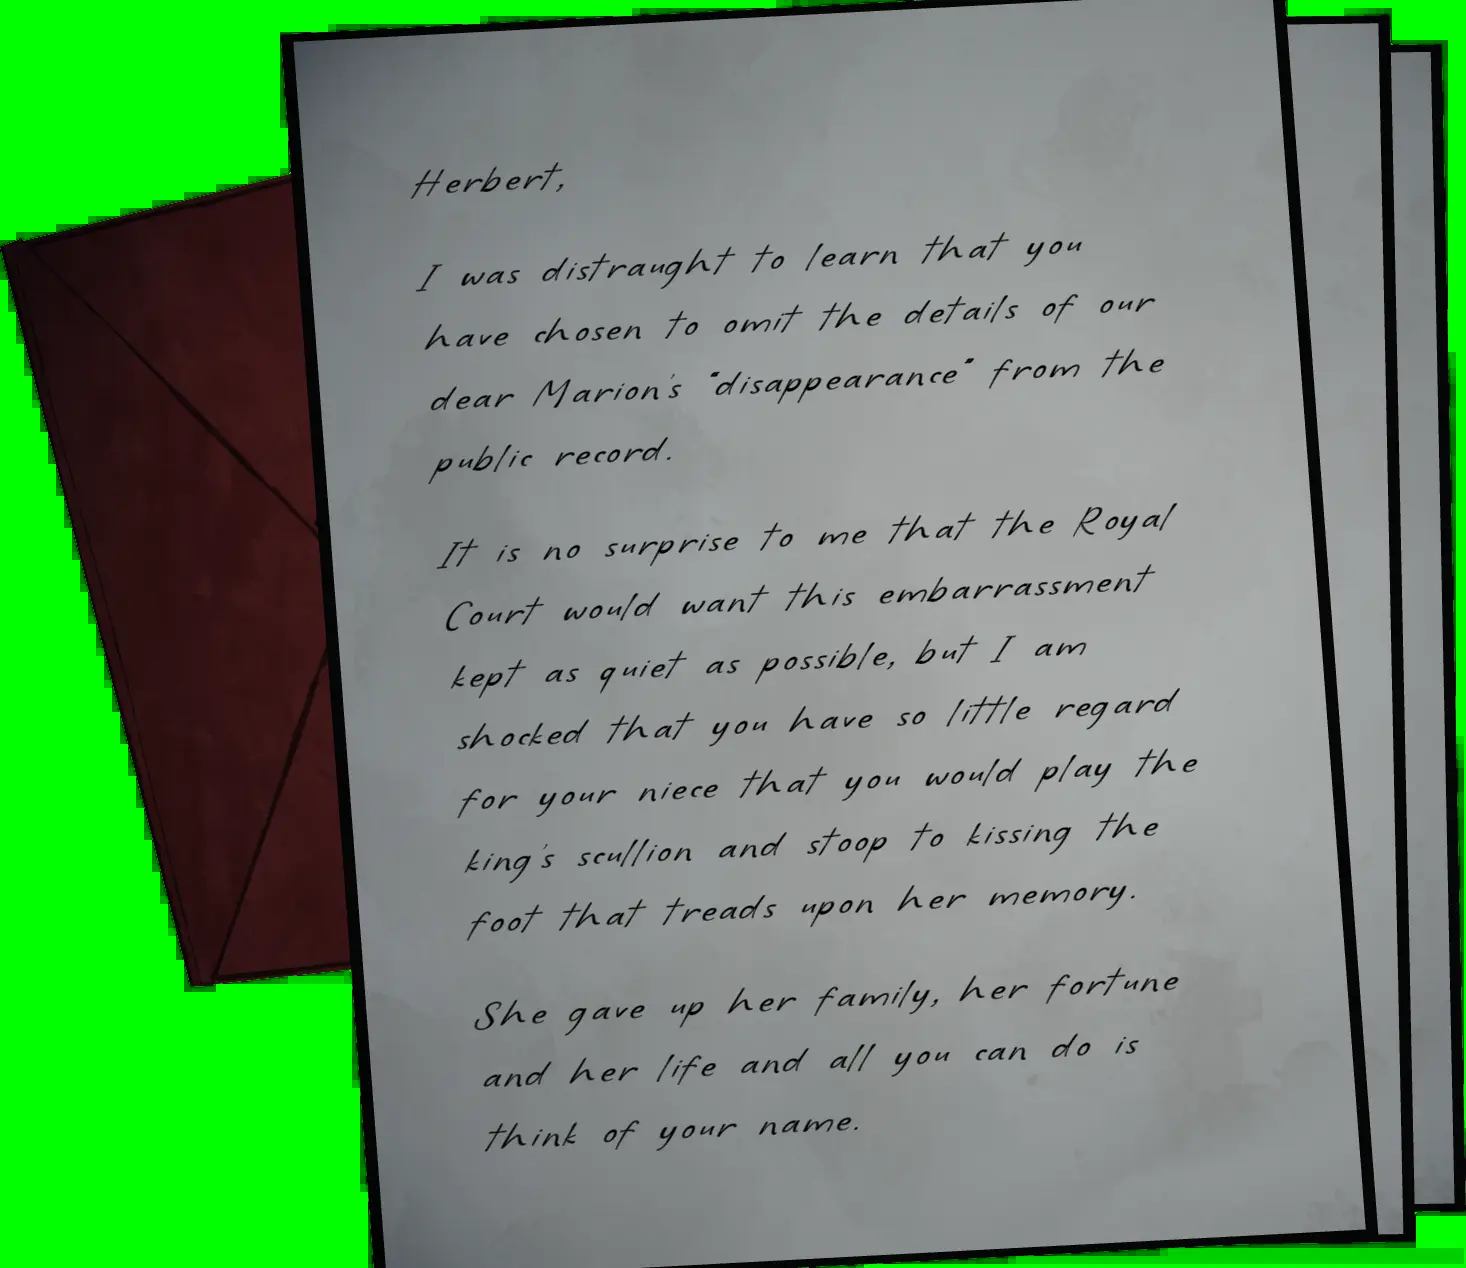 Herbert,
I was distraught to learn that you
have chosen to omit the details of our
dear Marion's "disappearance" from the
public record.
It is no surprise to me that the Royal
Court would want this embarrassment
kept as quiet as possible, but I am
shocked that you have so little regard
for your niece that you would play the
king's scullion and stoop to kissing the
foot that treads upon her memory.
She gave up her family, her fortune
and her life and all you can do is
think of your name.